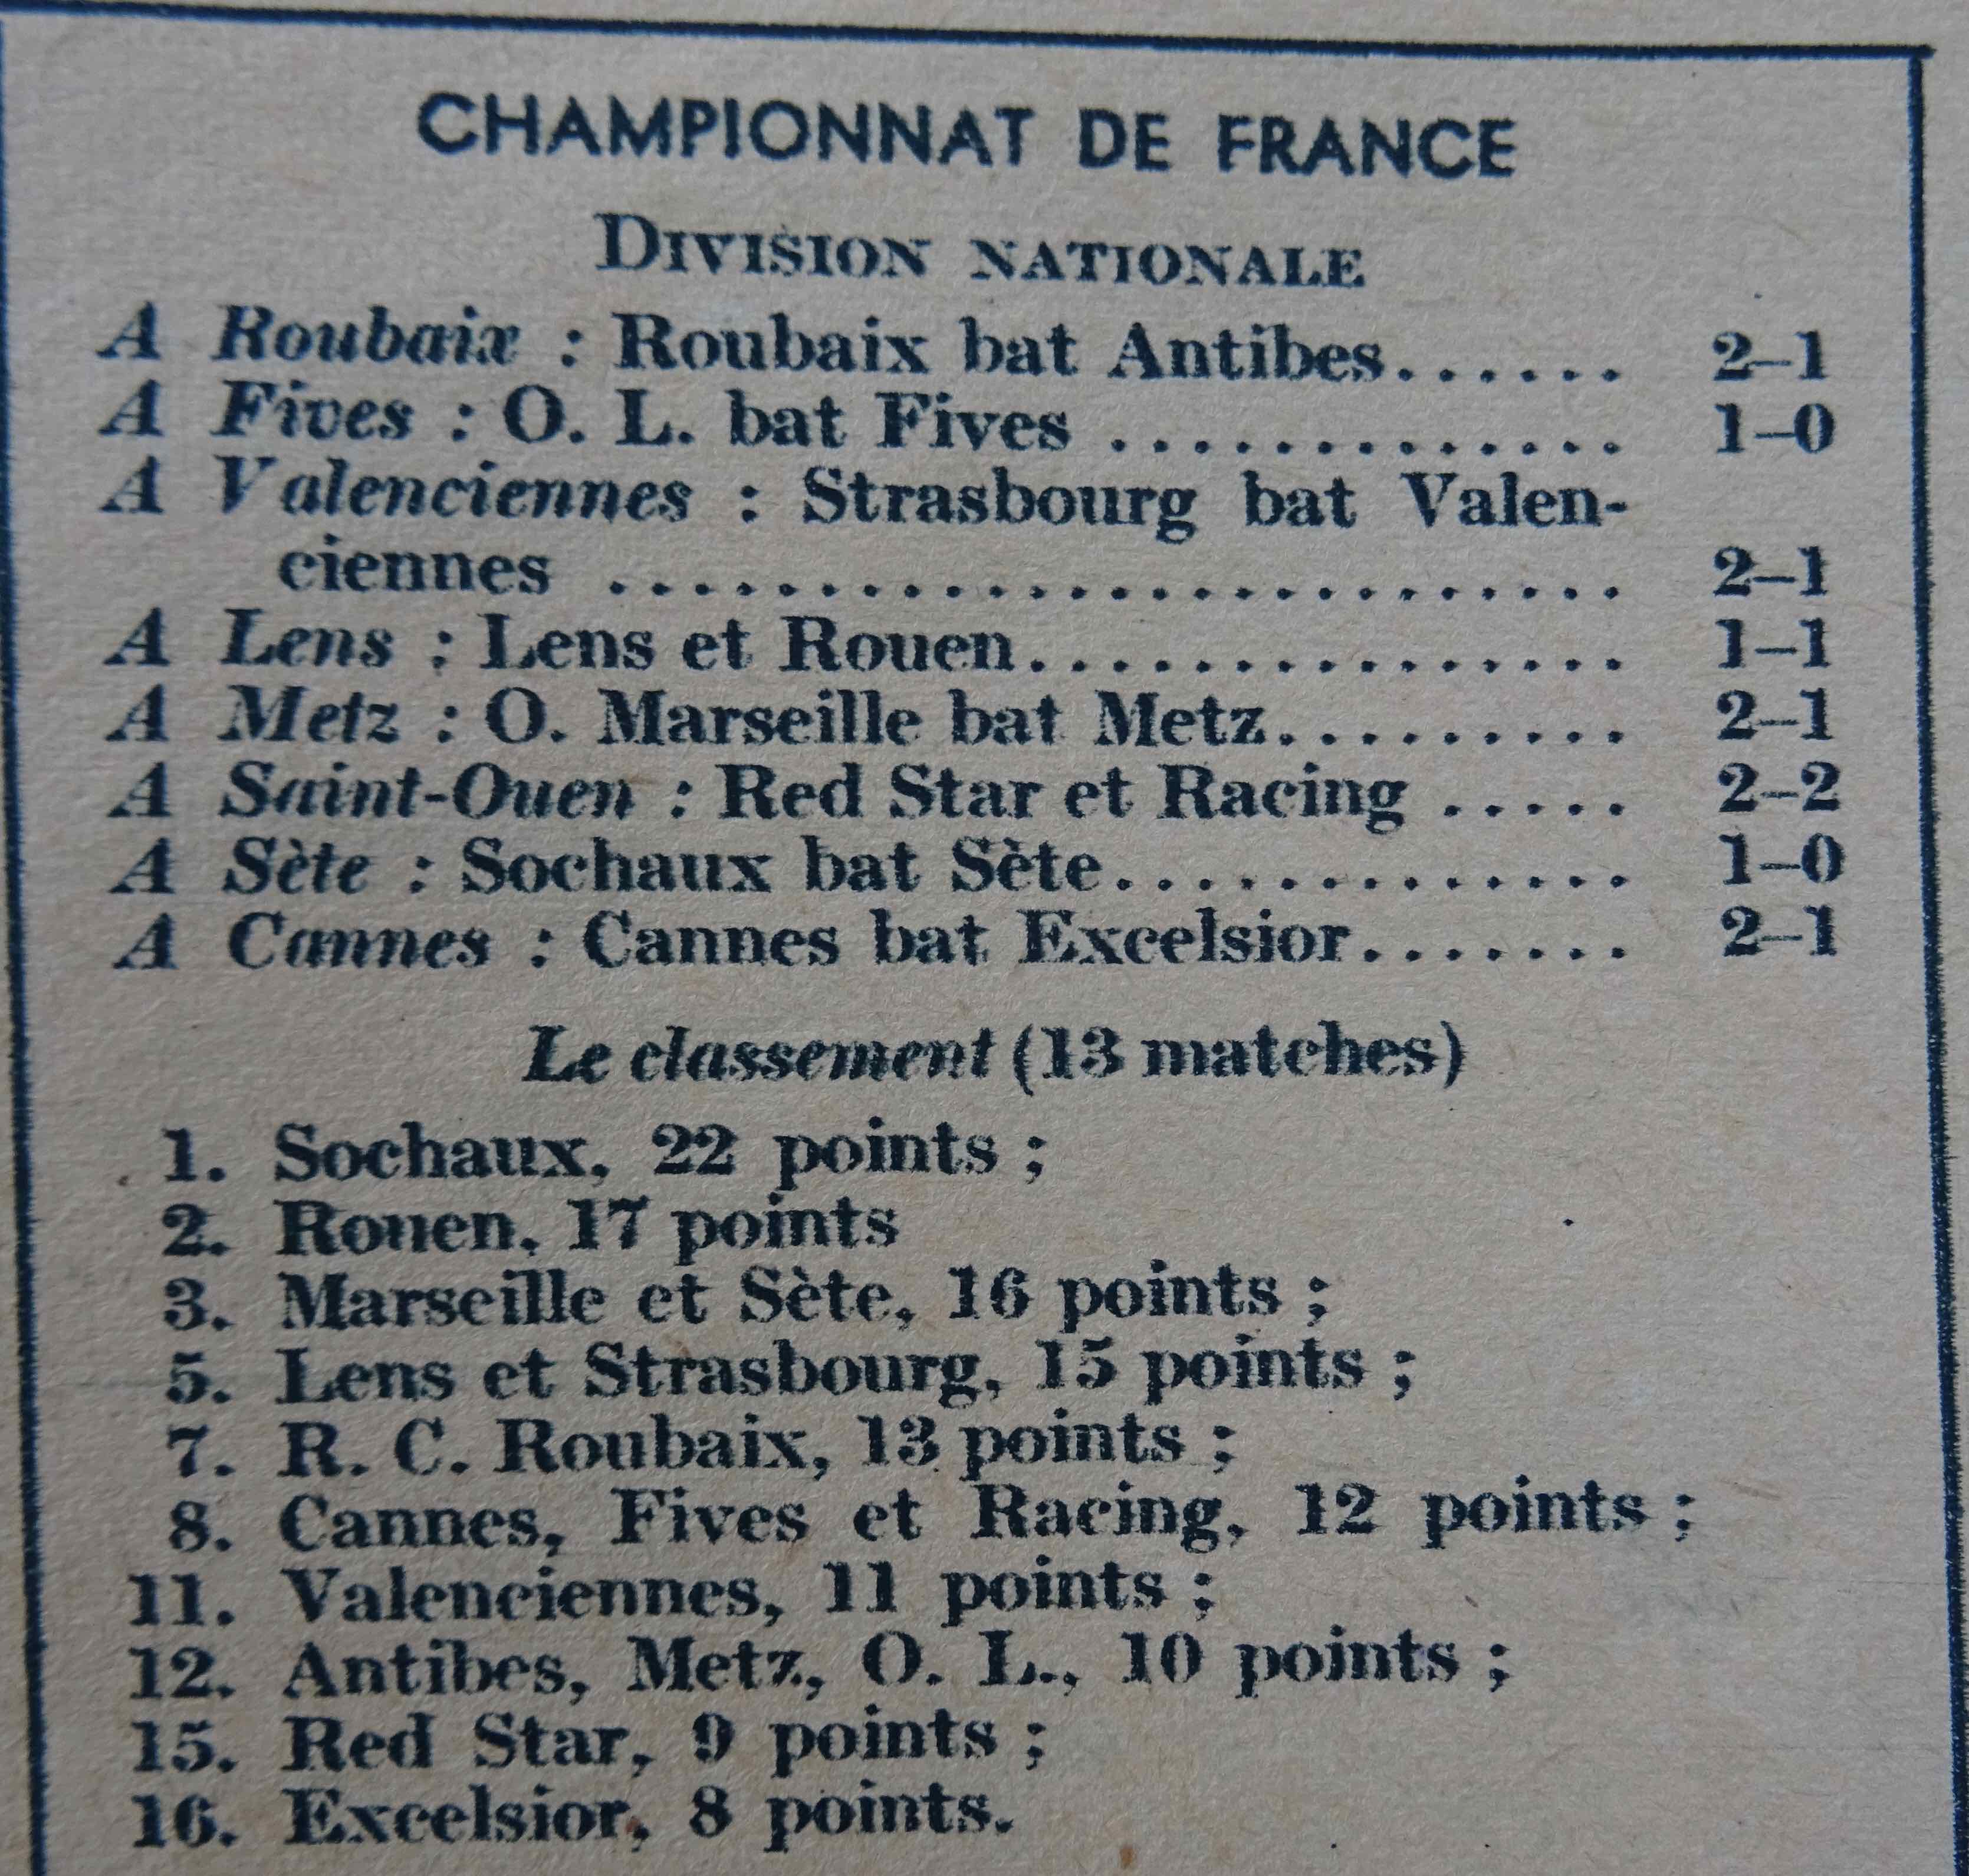 CHAMPIONNAT DE FRANCE
DIVISION NATIONALE
A Roubaix : Roubaix bat Antibes...... 2-1
A Fives : O. L. bat Fives .............. 1-0
A Valenciennes : Strasbourg bat Valen-
ciennes .......................... 2-1
A Lens : Lens et Rouen................ 1-1
A Metz : O. Marseille bat Metz.......... 2-1
A Saint-Ouen : Red Star et Racing ..... 2-2
A Sète : Sochaux bat Sète.............. 1-0
A Cannes : Cannes bat Excelsior....... 2-1
Le classement (13 matches)
1. Sochaux, 22 points ;
2. Rouen, 17 points
3. Marseille et Sète, 16 points ;
5. Lens et Strasbourg, 15 points ;
7. R. C. Roubaix, 13 points ;
8. Cannes, Fives et Racing, 12 points ;
11. Valenciennes, 11 points ;
12. Antibes, Metz, O. L., 10 points ;
15. Red Star, 9 points ;
16. Excelsior, 8 points.